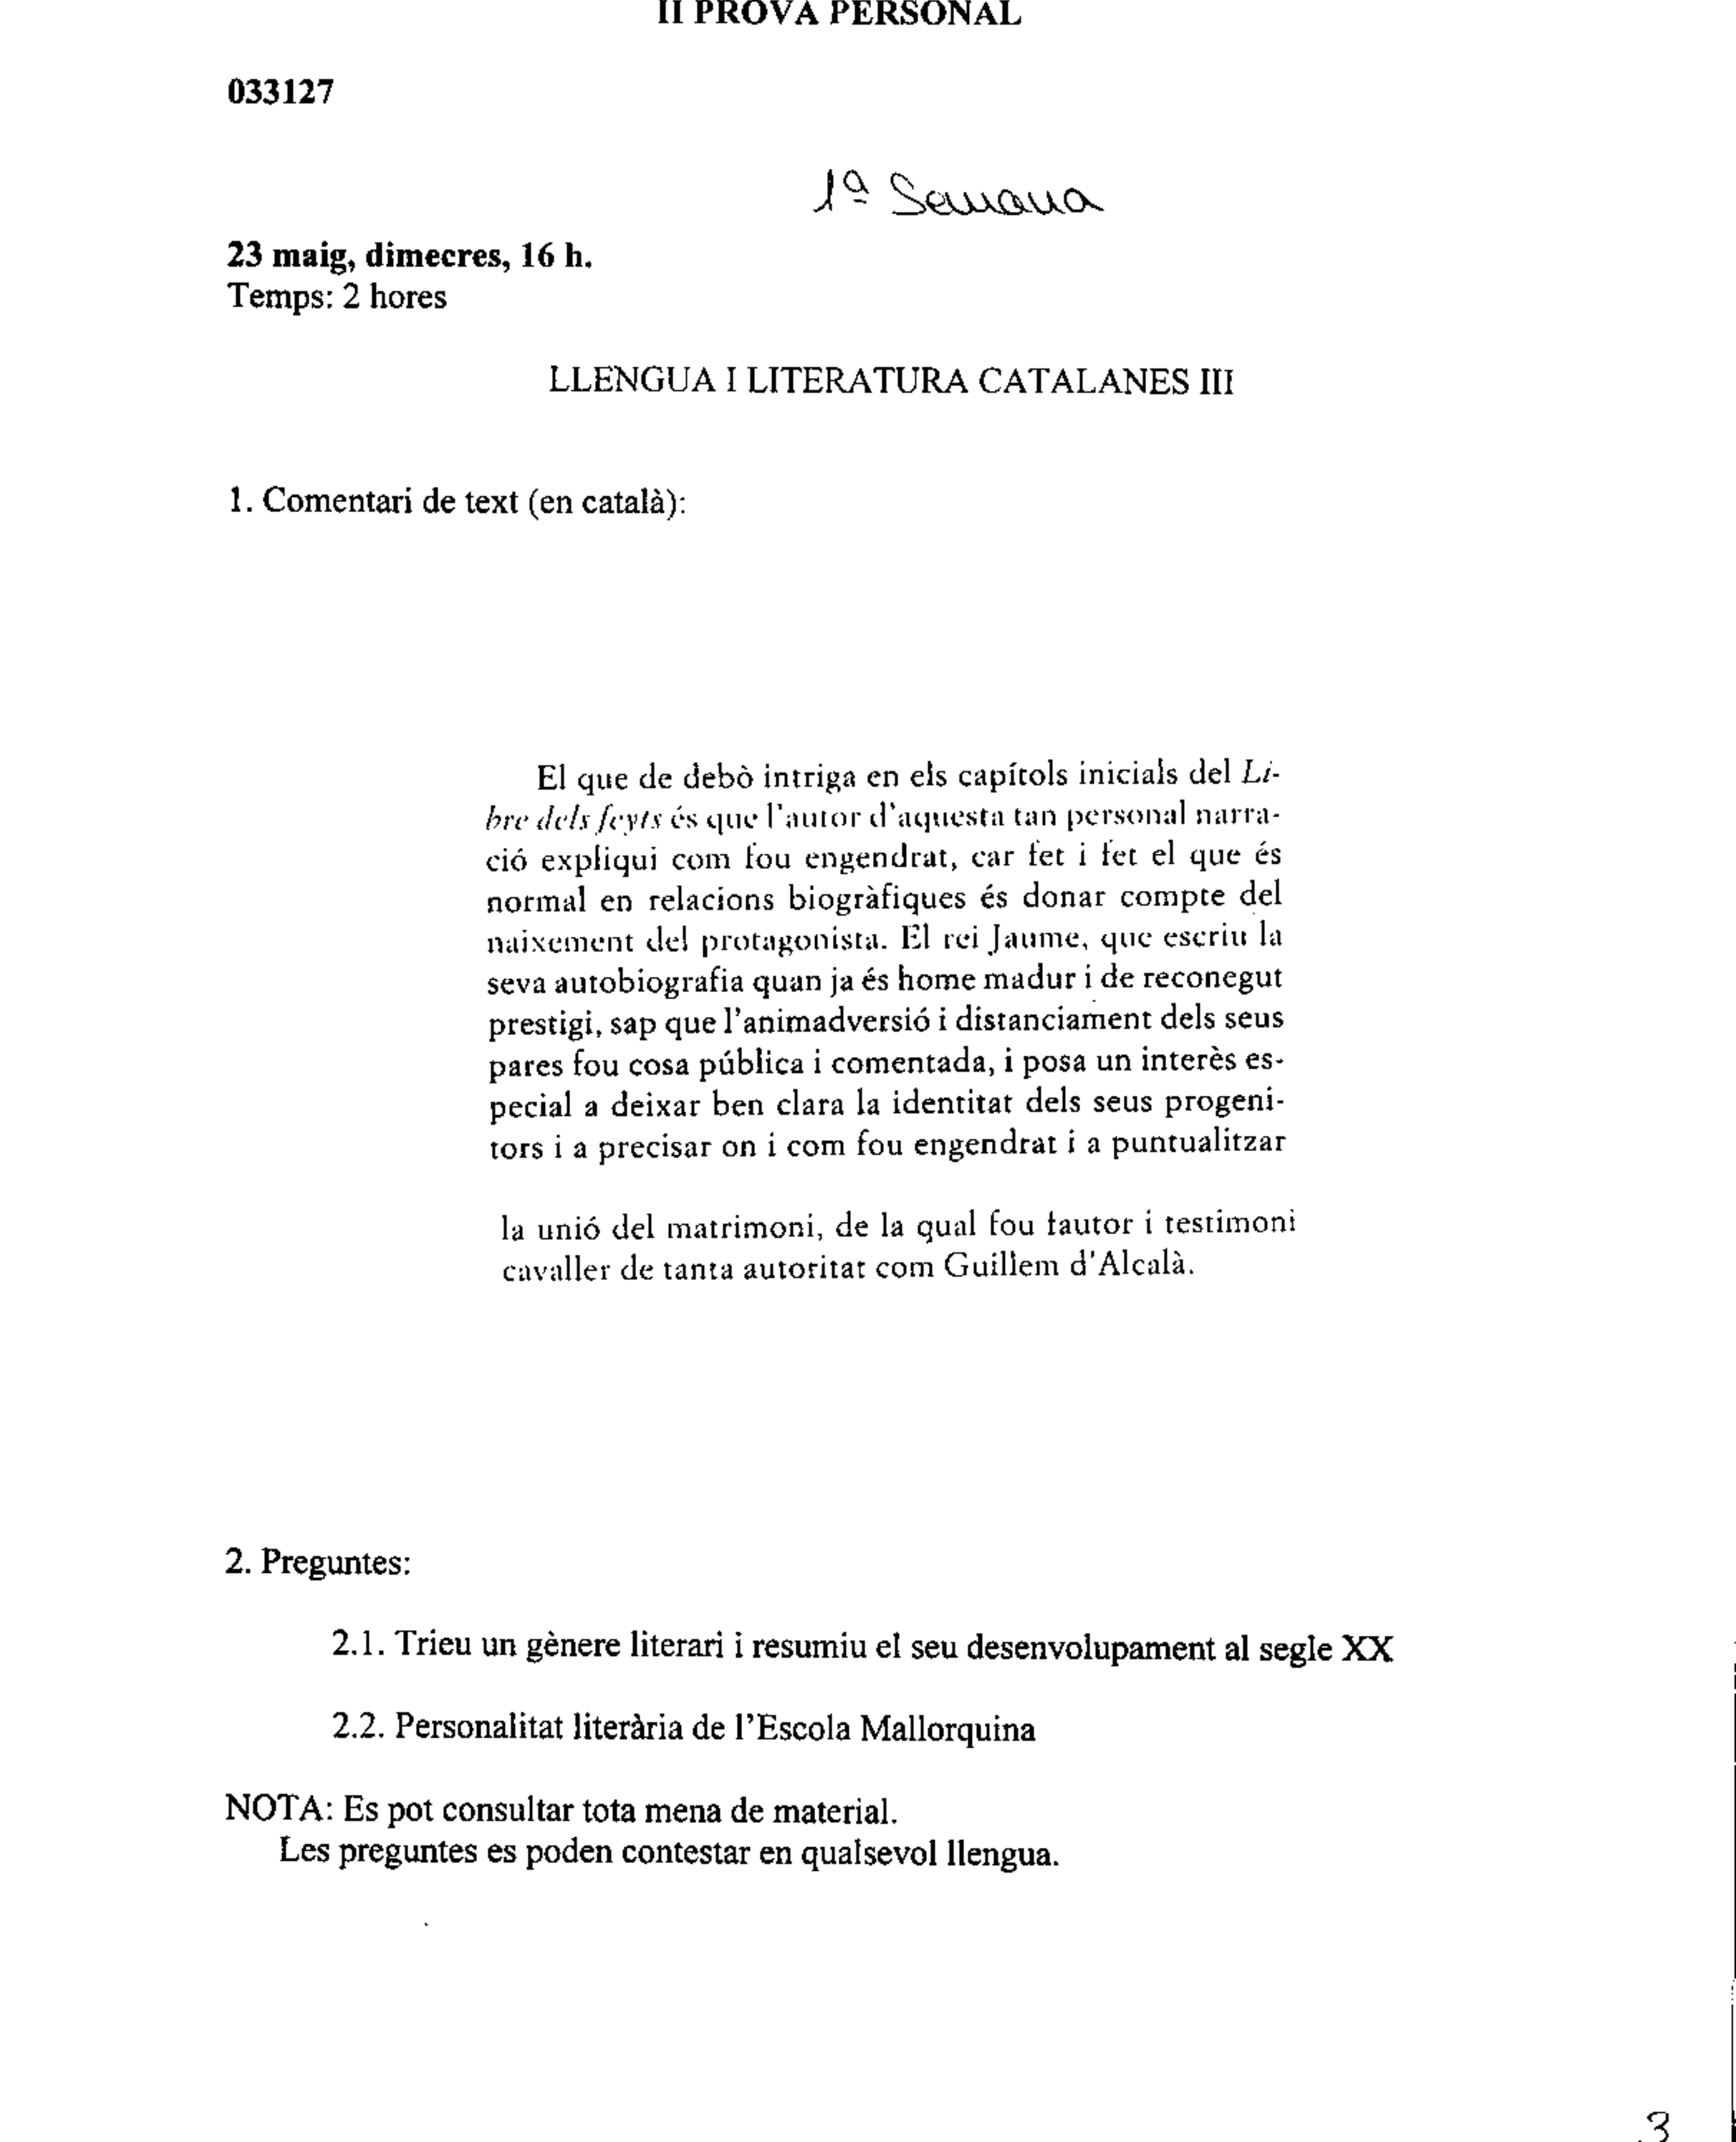 II PROVA PERSONAL
033127
1ª Semana
23 maig, dimecres, 16 h.
Temps: 2 hores
LLENGUA I LITERATURA CATALANES III
1. Comentari de text (en català):
El que de debò intriga en els capítols inicials del Li-
bre dels feyts és que l'autor d'aquesta tan personal narra-
ció expliqui com fou engendrat, car fet i fet el que és
normal en relacions biogràfiques és donar compte del
naixement del protagonista. El rei Jaume, que escriu la
seva autobiografia quan ja és home madur i de reconegut
prestigi, sap que l'animadversió i distanciament dels seus
pares fou cosa pública i comentada, i posa un interès es-
pecial a deixar ben clara la identitat dels seus progeni-
tors i a precisar on i com fou engendrat i a puntualitzar
la unió del matrimoni, de la qual fou fautor i testimoni
cavaller de tanta autoritat com Guillem d'Alcalà.
2. Preguntes:
2.1. Trieu un gènere literari i resumiu el seu desenvolupament al segle XX
2.2. Personalitat literària de l'Escola Mallorquina
NOTA: Es pot consultar tota mena de material.
Les preguntes es poden contestar en qualsevol llengua.
3